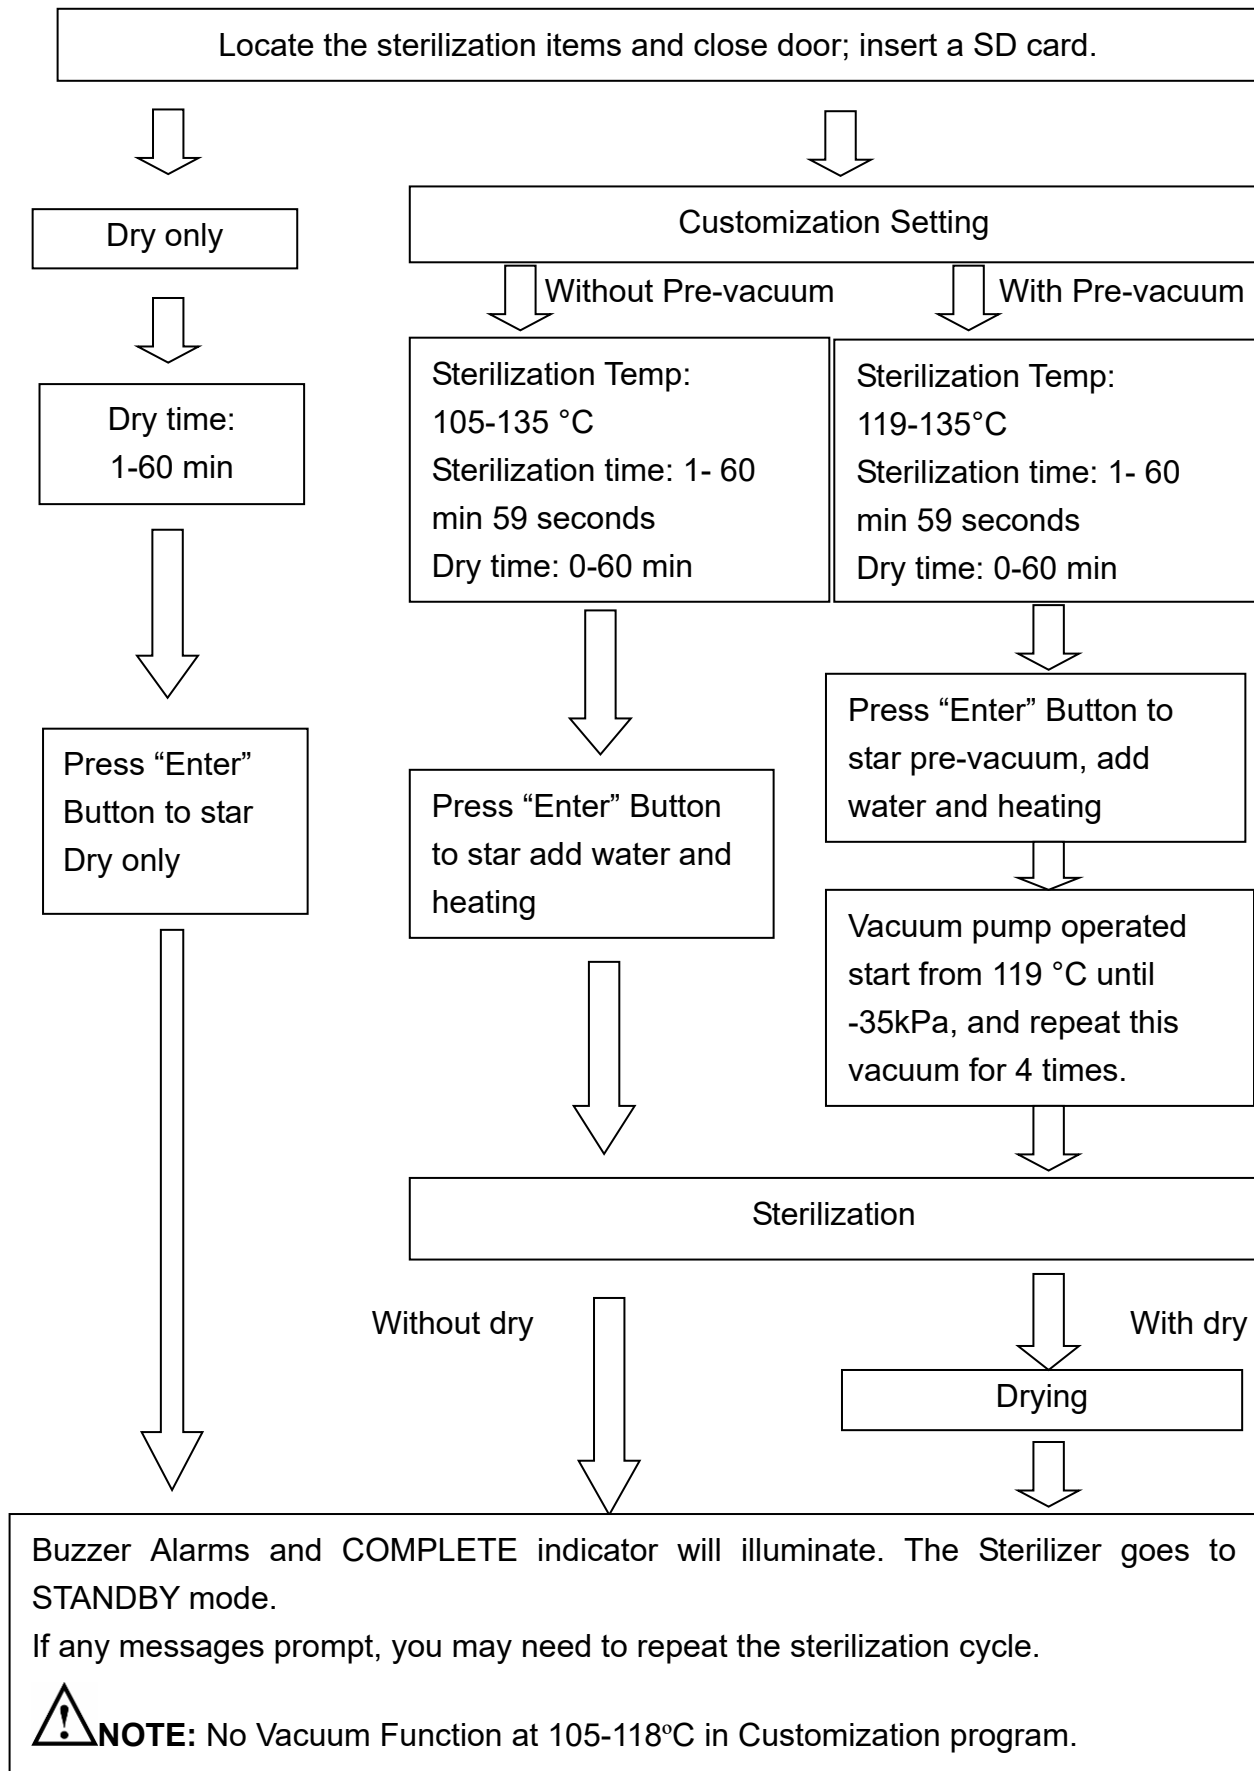 Locate the sterilization items and close door; insert a SD card.
Dry only
Customization Setting
Without Pre-vacuum
With Pre-vacuum
Dry time:
1-60 min
Sterilization Temp:
105-135 °C
Sterilization time: 1- 60
min 59 seconds
Dry time: 0-60 min
Sterilization Temp:
119-135°C
Sterilization time: 1- 60
min 59 seconds
Dry time: 0-60 min
Press “Enter”
Button to star
Dry only
Press “Enter” Button
to star add water and
heating
Press “Enter” Button to
star pre-vacuum, add
water and heating
Vacuum pump operated
start from 119 °C until
-35kPa, and repeat this
vacuum for 4 times.
Sterilization
Without dry
With dry
Drying
Buzzer Alarms and COMPLETE indicator will illuminate. The Sterilizer goes to
STANDBY mode.
If any messages prompt, you may need to repeat the sterilization cycle.
NOTE: No Vacuum Function at 105-118ºC in Customization program.